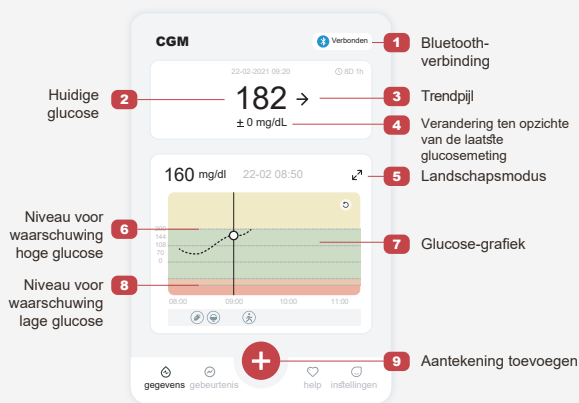 CGM
Verbonden
1
Bluetooth-
verbinding
22-02-2021 09:20
8D 1h
Huidige
glucose
2
182
3
Trendpijl
± 0 mg/dL
4
Verandering ten opzichte
van de laatste
glucosemeting
160 mg/dl
22-02 08:50
5
Landschapsmodus
Niveau voor
waarschuwing
hoge glucose
6
200
144
108
70
0
7
Glucose-grafiek
Niveau voor
waarschuwing
lage glucose
8
08:00
09:00
10:00
11:00
9
Aantekening toevoegen
gegevens
gebeurtenis
help
instellingen